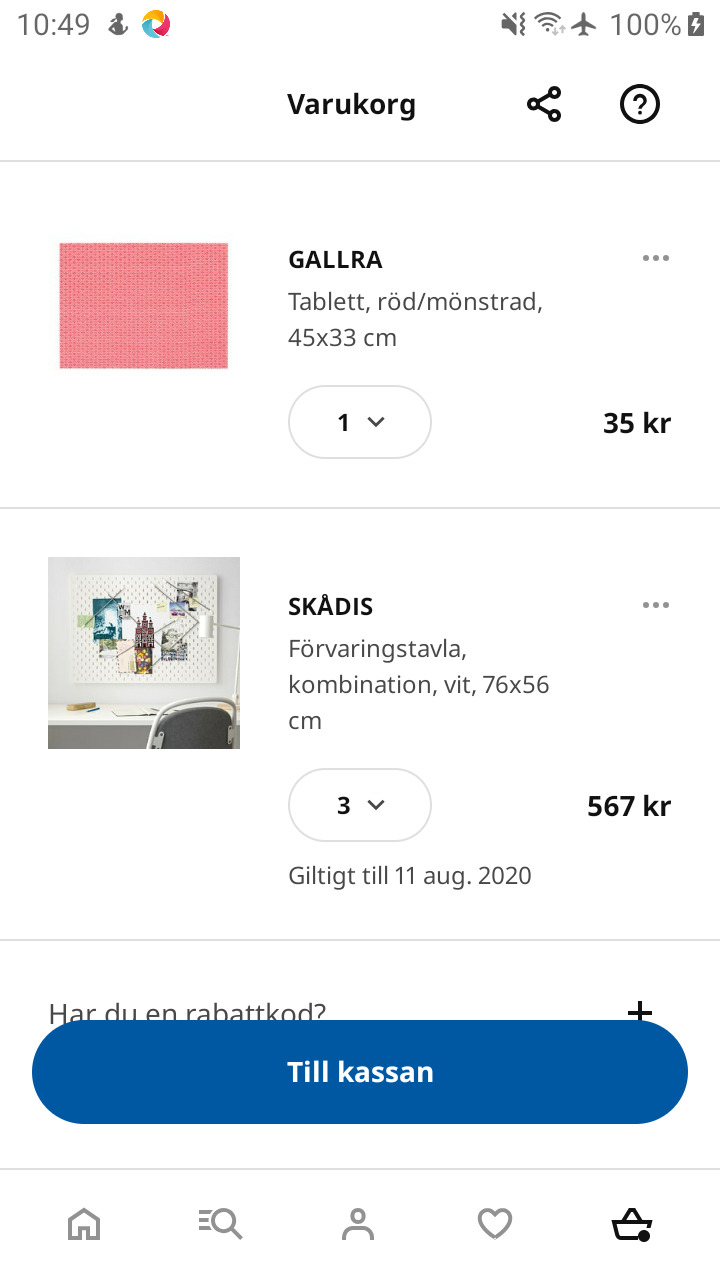 10:49
100%
Varukorg
GALLRA
Tablett, röd/mönstrad,
45x33 cm
1
35 kr
SKÅDIS
Förvaringstavla,
kombination, vit, 76x56
cm
3
567 kr
Giltigt till 11 aug. 2020
Har du en rabattkod?
Till kassan